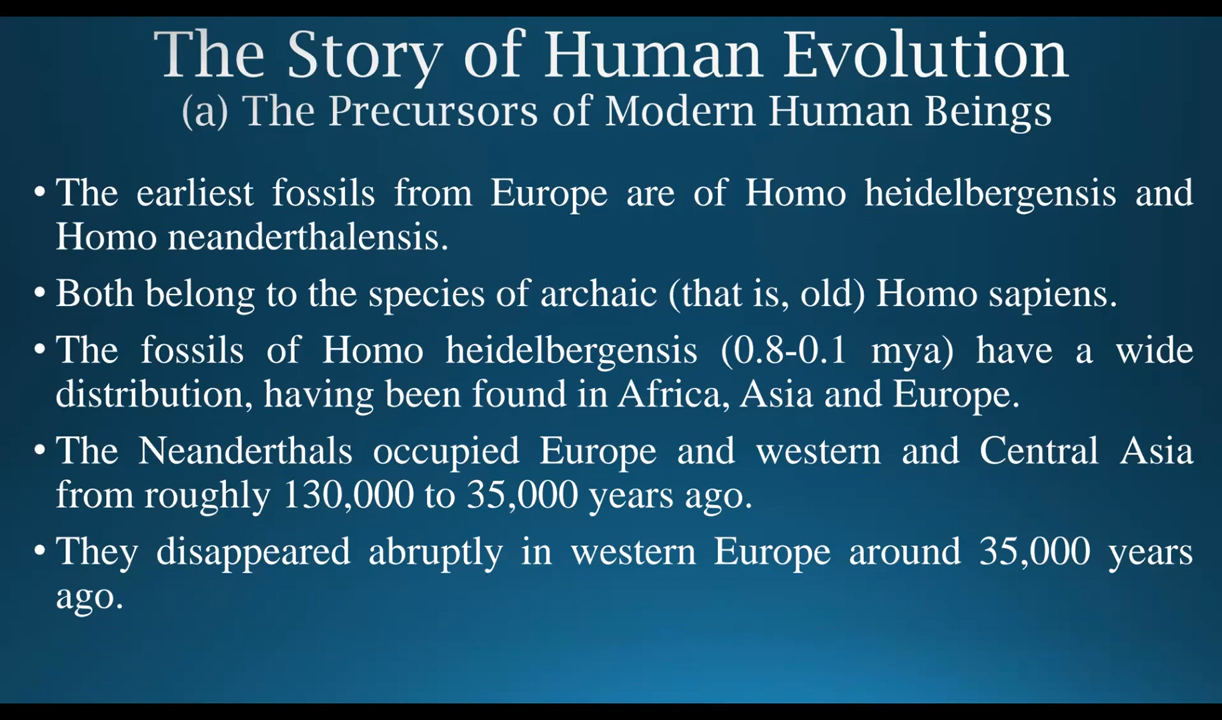 The Story of Human Evolution
(a) The Precursors of Modern Human Beings
• The earliest fossils from Europe are of Homo heidelbergensis and
Homo neanderthalensis.
• Both belong to the species of archaic (that is, old) Homo sapiens.
• The fossils of Homo heidelbergensis (0.8-0.1 mya) have a wide
distribution, having been found in Africa, Asia and Europe.
• The Neanderthals occupied Europe and western and Central Asia
from roughly 130,000 to 35,000 years ago.
• They disappeared abruptly in western Europe around 35,000 years
ago.